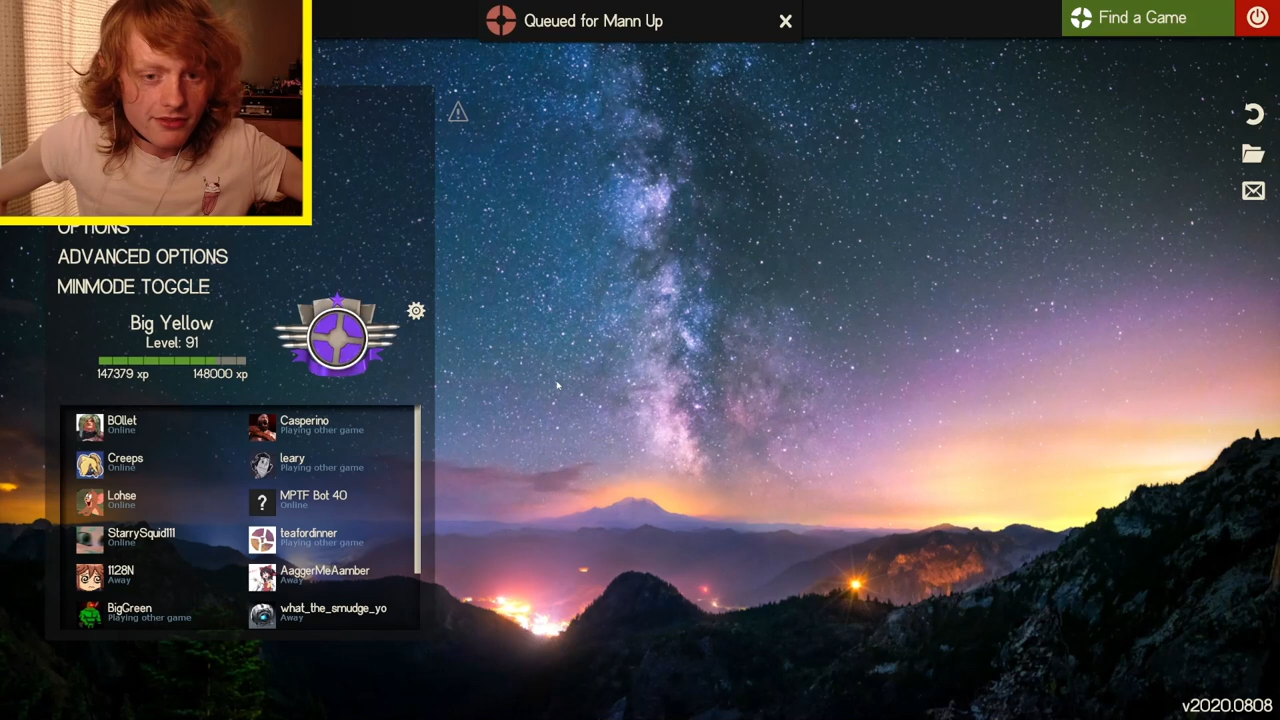 Queued for Mann Up
Find a Game
OPTIONS
ADVANCED OPTIONS
MINMODE TOGGLE
Big Yellow
Level: 91
147379 xp
148000 xp
BOllet
Online
Casperino
Playing other game
Creeps
Online
leary
Playing other game
Lohse
Online
MPTF Bot 40
Online
StarrySquid111
Online
teafordinner
Playing other game
1128N
Away
AaggerMeAamber
Away
BigGreen
Playing other game
what_the_smudge_yo
Away
v2020.0808